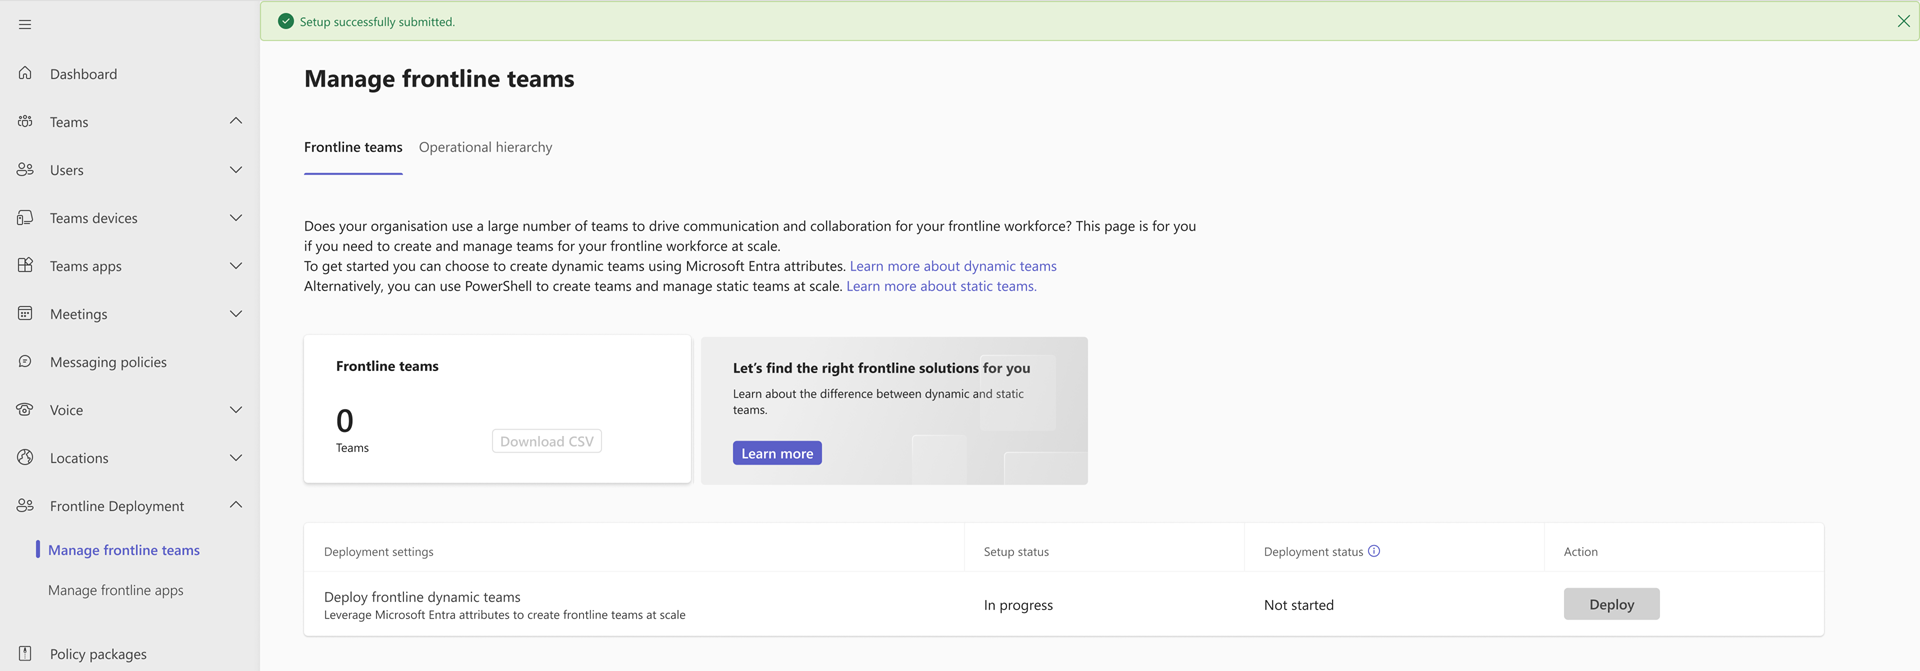 Setup successfully submitted.
Dashboard
Teams
Users
Teams devices
Teams apps
Meetings
Messaging policies
Voice
Locations
Frontline Deployment
Manage frontline teams
Manage frontline apps
Policy packages
Manage frontline teams
Frontline teams
Operational hierarchy
Does your organisation use a large number of teams to drive communication and collaboration for your frontline workforce? This page is for you
if you need to create and manage teams for your frontline workforce at scale.
To get started you can choose to create dynamic teams using Microsoft Entra attributes. Learn more about dynamic teams
Alternatively, you can use PowerShell to create teams and manage static teams at scale. Learn more about static teams.
Frontline teams
0
Teams
Download CSV
Let's find the right frontline solutions for you
Learn about the difference between dynamic and static
teams.
Learn more
Deployment settings
Setup status
Deployment status
Action
Deploy frontline dynamic teams
Leverage Microsoft Entra attributes to create frontline teams at scale
In progress
Not started
Deploy